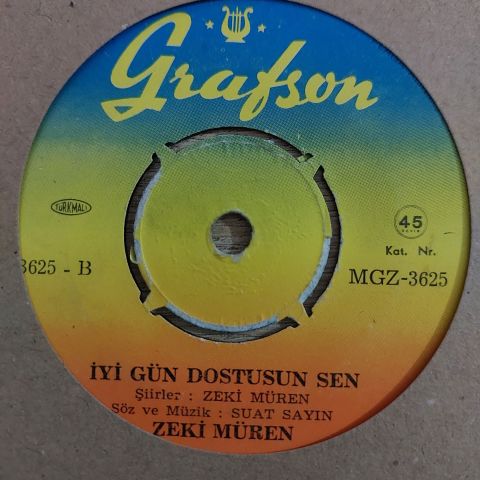 Grafson
TÜRKMALI
45
Kat. Nr.
3625 - B
MGZ-3625
İYİ GÜN DOSTUSUN SEN
Şiirler : ZEKİ MÜREN
Söz ve Müzik : SUAT SAYIN
ZEKİ MÜREN